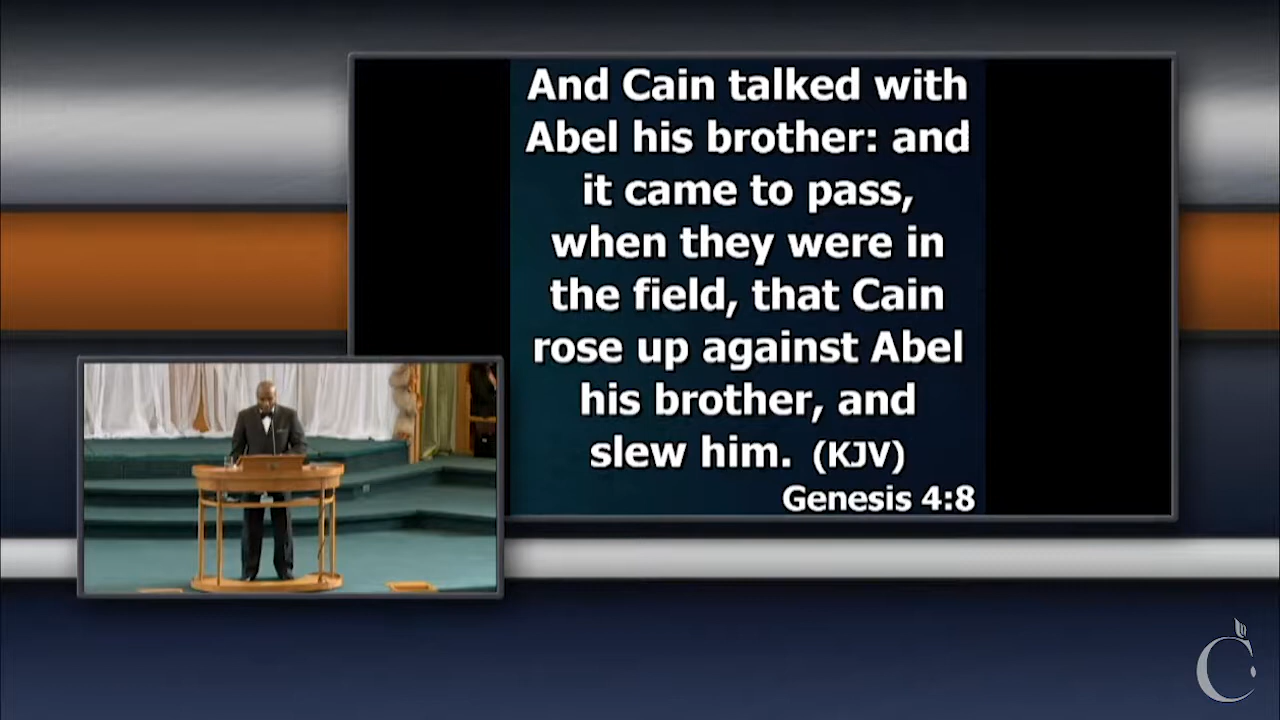 And Cain talked with
Abel his brother: and
it came to pass,
when they were in
the field, that Cain
rose up against Abel
his brother, and
slew him. (KJV)
Genesis 4:8